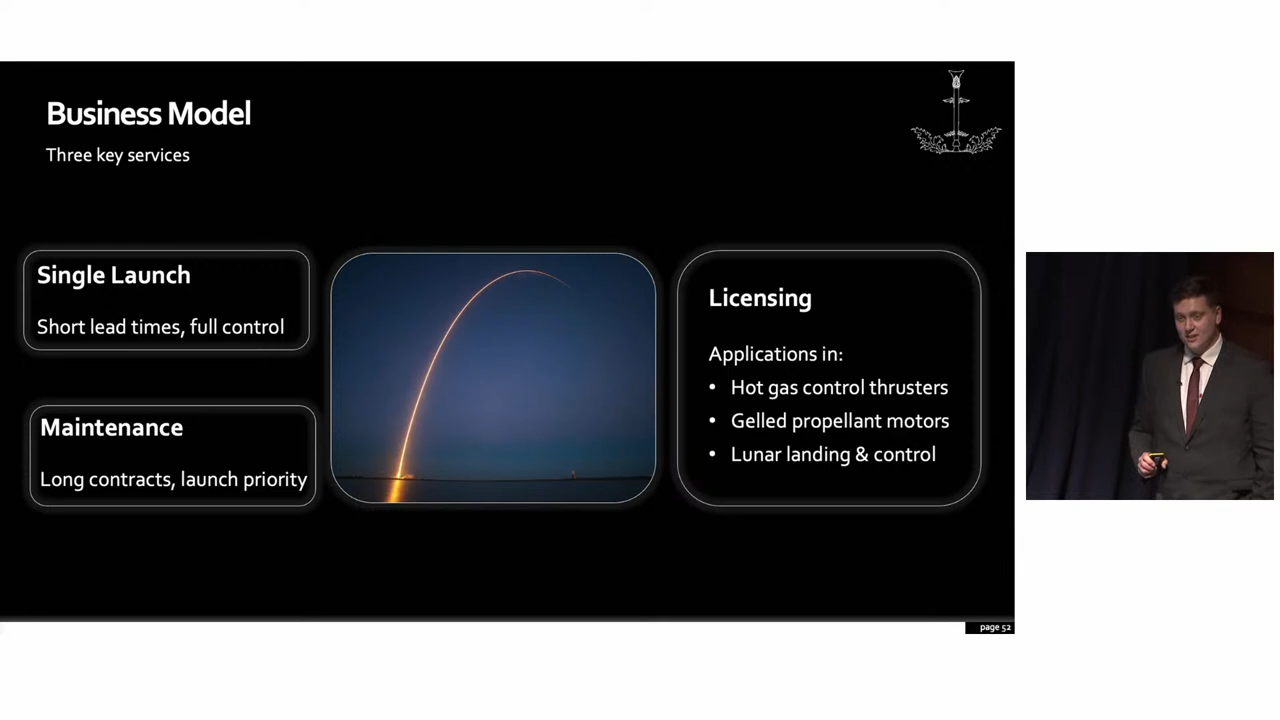 Business Model
Three key services
Single Launch
Short lead times, full control
Maintenance
Long contracts, launch priority
Licensing
Applications in:
• Hot gas control thrusters
• Gelled propellant motors
• Lunar landing & control
page 52